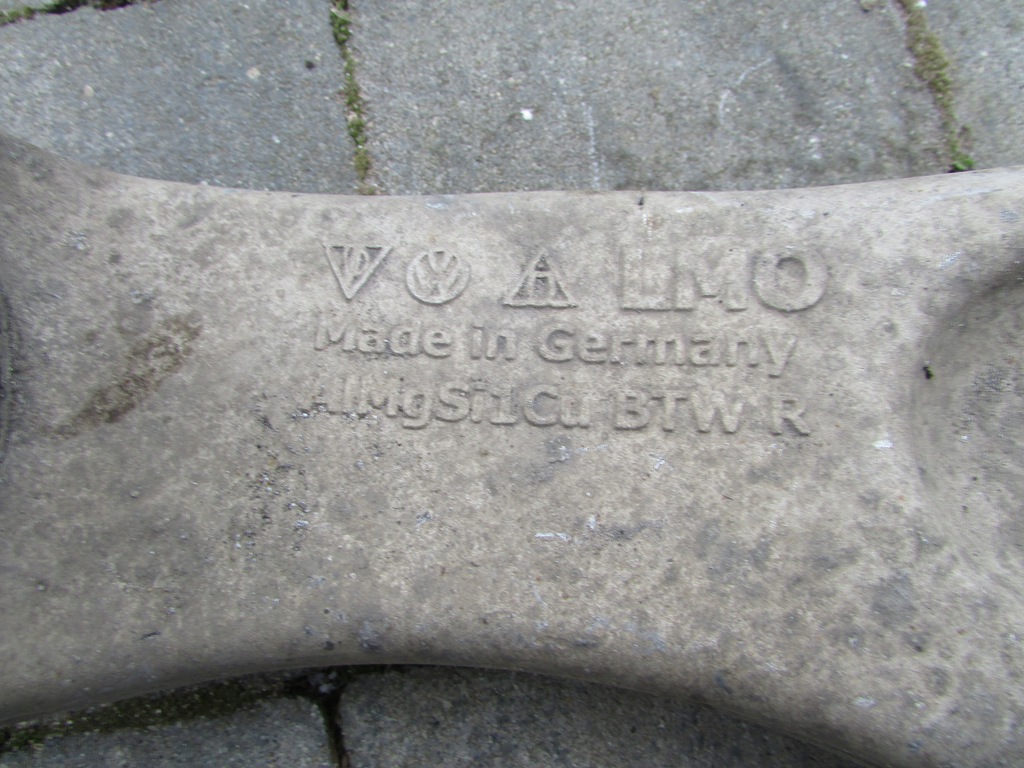 LMO
Made in Germany
AlMgSi1Cu BTW R